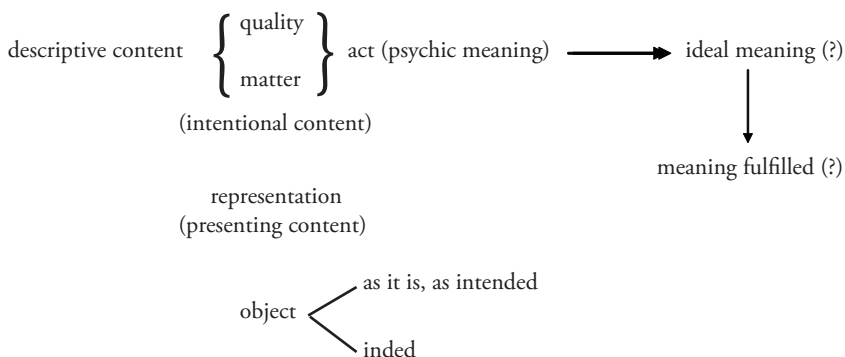 quality
descriptive content act (psychic meaning) ideal meaning (?)
matter
(intentional content)
meaning fulfilled (?)
representation
(presenting content)
as it is, as intended
object
inded